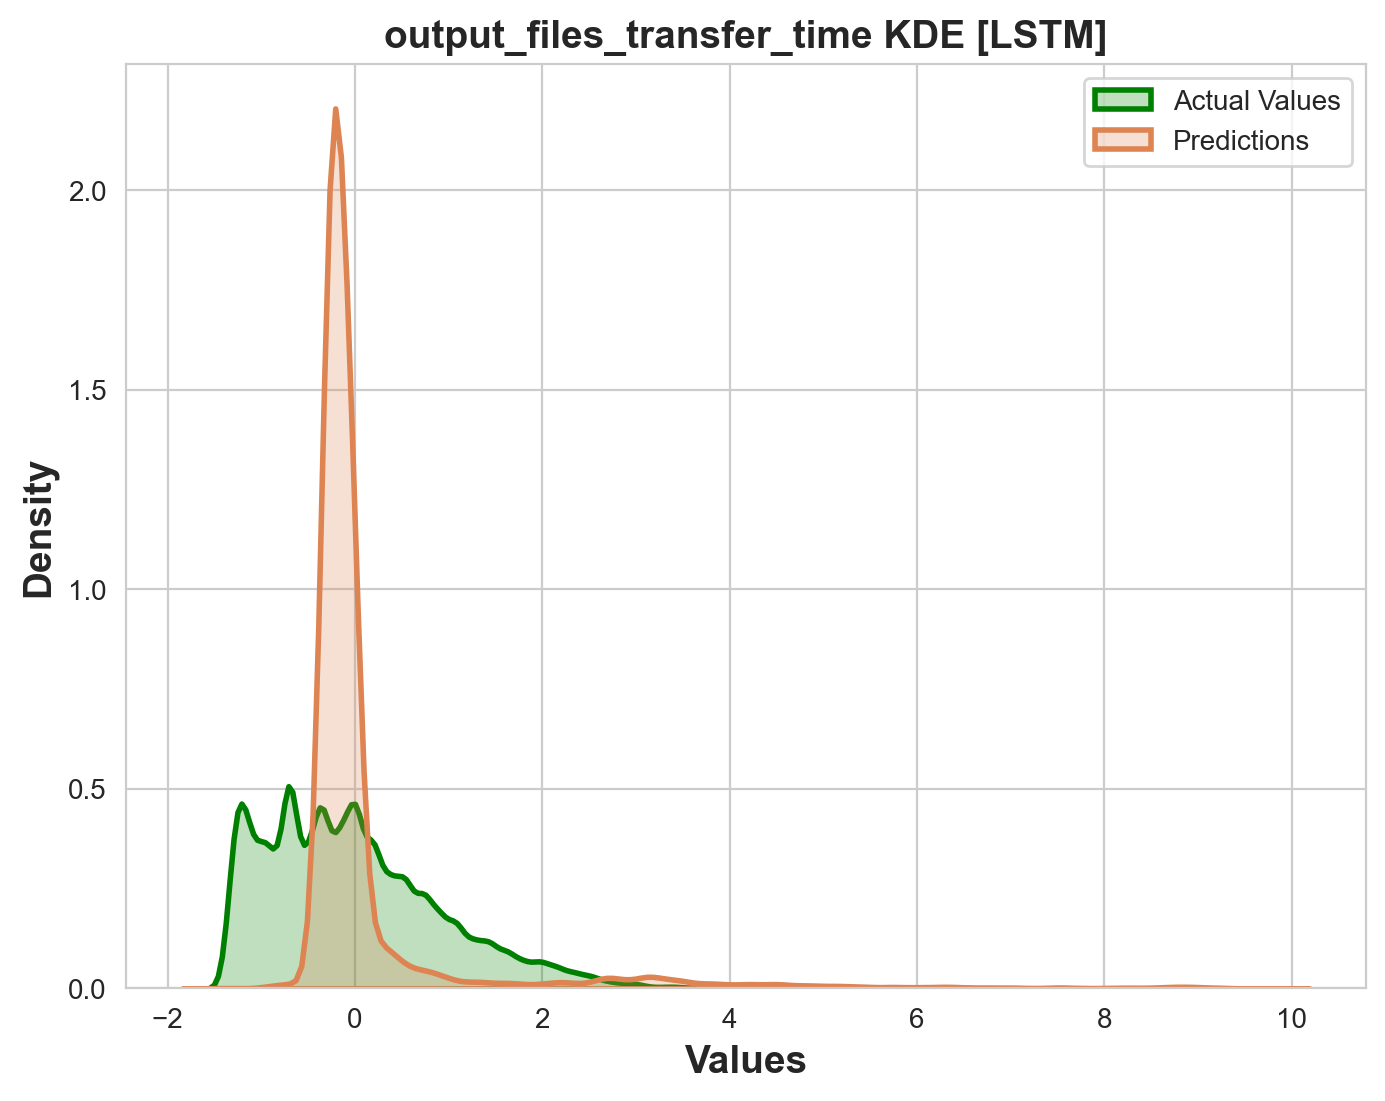 output_files_transfer_time KDE [LSTM]
Actual Values
Predictions
Density
2.0
1.5
1.0
0.5
0.0
−2
0
2
4
6
8
10
Values